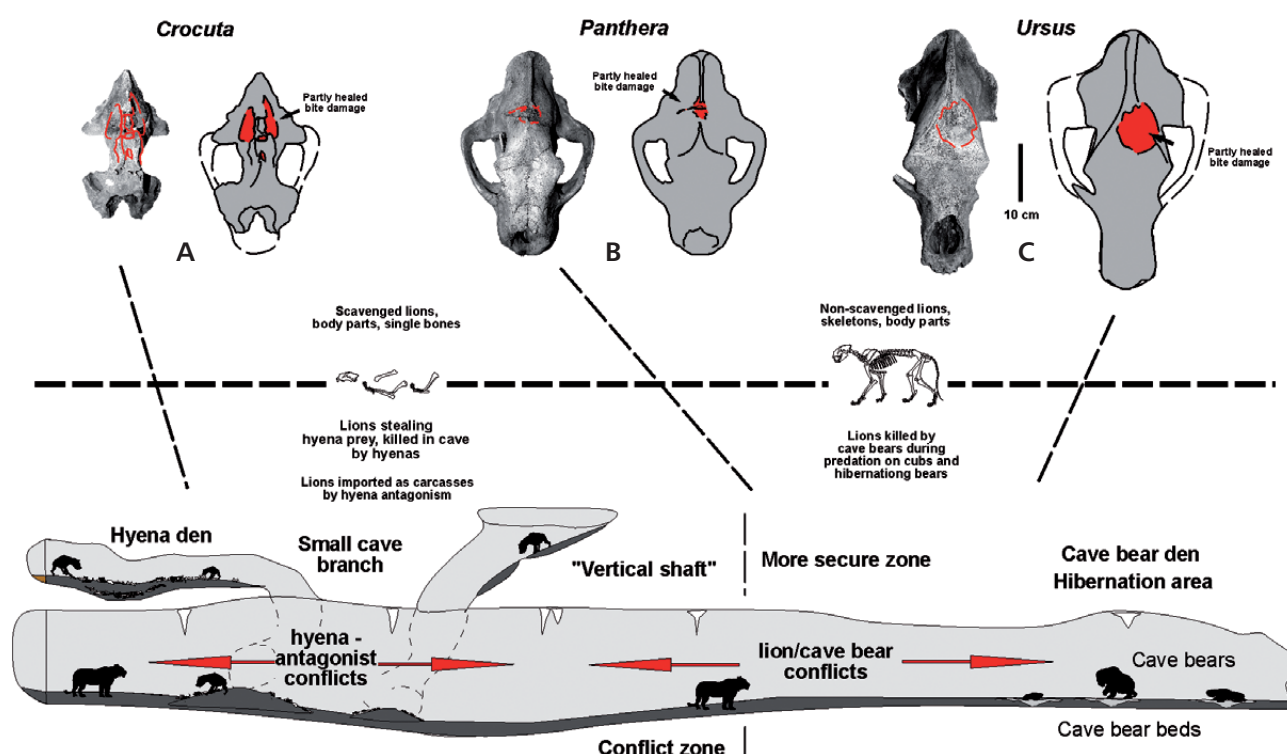 Crocuta
Panthera
Ursus
Partly healed
bite damage
Partly healed
bite damage
Partly healed
bite damage
10 cm
A
B
C
Scavenged lions,
body parts, single bones
Non-scavenged lions,
skeletons, body parts
Lions stealing
hyena prey, killed in cave
by hyenas
Lions imported as carcasses
by hyena antagonism
Lions killed by
cave bears during
predation on cubs and
hibernationg bears
Hyena den
Small cave
branch
"Vertical shaft"
More secure zone
Cave bear den
Hibernation area
hyena -
antagonist
conflicts
lion/cave bear
conflicts
Cave bears
Cave bear beds
Conflict zone